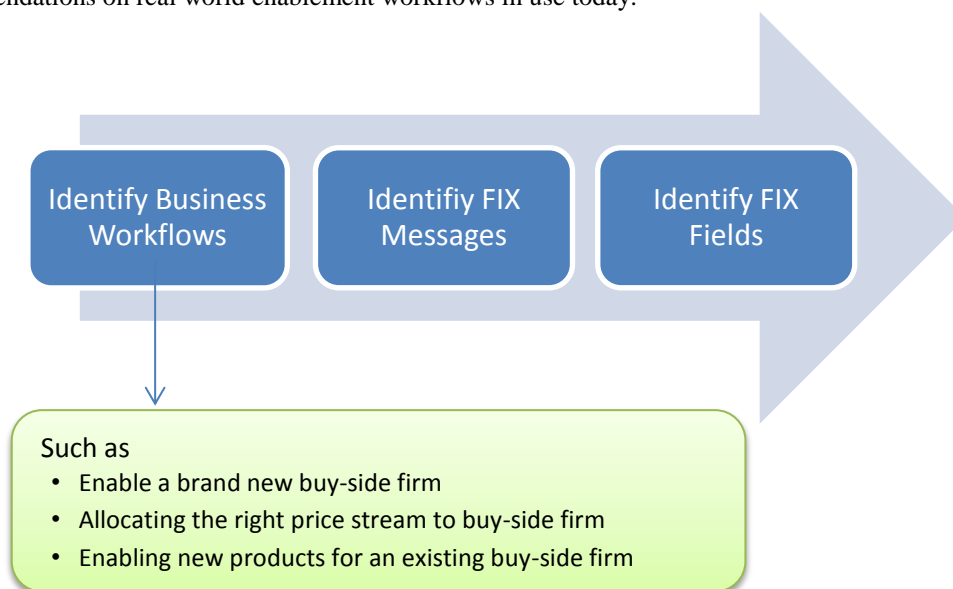 endations on real world enablement workflows in use today.
Identify Business
Workflows
Identifiy FIX
Messages
Identify FIX
Fields
Such as
• Enable a brand new buy-side firm
• Allocating the right price stream to buy-side firm
• Enabling new products for an existing buy-side firm